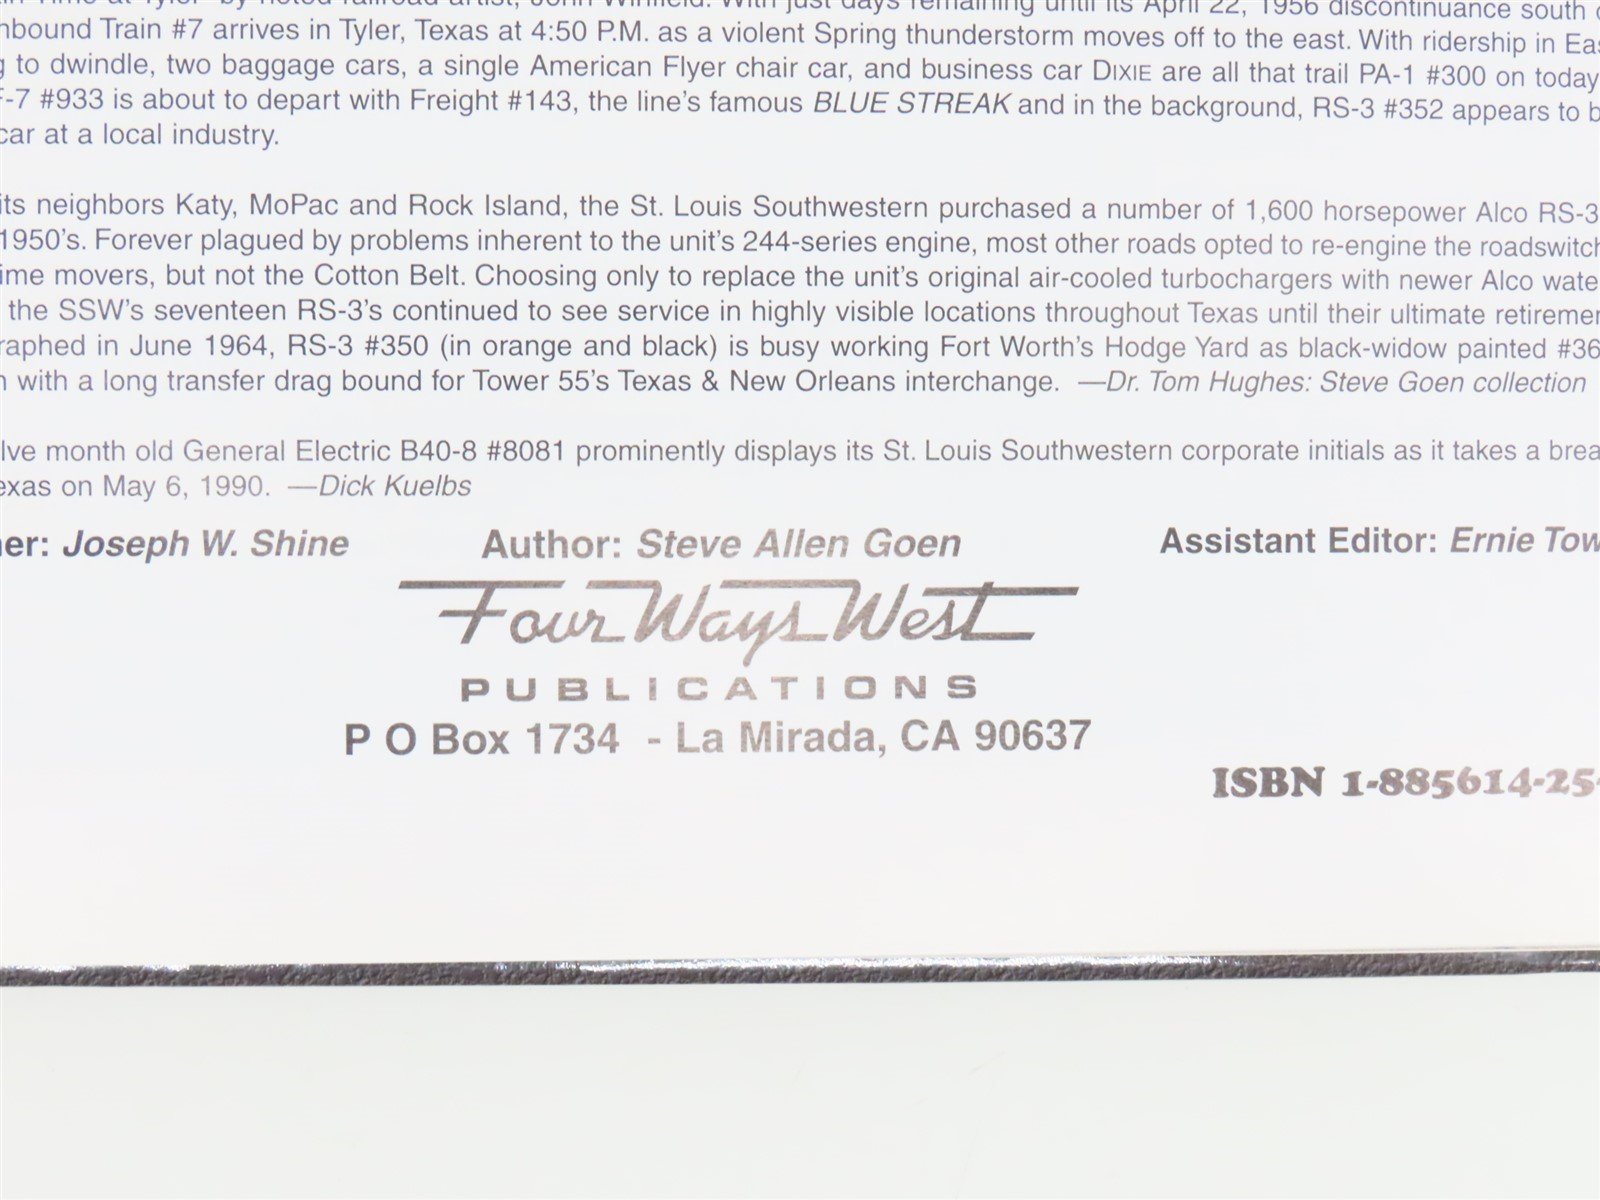 by noted railroad artist, John Winfield. With just days remaining until its April 22, 1956 discontinuance south
nbound Train #7 arrives in Tyler, Texas at 4:50 P.M. as a violent Spring thunderstorm moves off to the east. With ridership in Eas
g to dwindle, two baggage cars, a single American Flyer chair car, and business car DIXIE are all that trail PA-1 #300 on today
F-7 #933 is about to depart with Freight #143, the line's famous BLUE STREAK and in the background, RS-3 #352 appears to b
car at a local industry.
its neighbors Katy, MoPac and Rock Island, the St. Louis Southwestern purchased a number of 1,600 horsepower Alco RS-3
1950's. Forever plagued by problems inherent to the unit's 244-series engine, most other roads opted to re-engine the roadswitch
ime movers, but not the Cotton Belt. Choosing only to replace the unit's original air-cooled turbochargers with newer Alco wate
the SSW's seventeen RS-3's continued to see service in highly visible locations throughout Texas until their ultimate retiremen
raphed in June 1964, RS-3 #350 (in orange and black) is busy working Fort Worth's Hodge Yard as black-widow painted #36
n with a long transfer drag bound for Tower 55's Texas & New Orleans interchange. —Dr. Tom Hughes: Steve Goen collection
lve month old General Electric B40-8 #8081 prominently displays its St. Louis Southwestern corporate initials as it takes a brea
exas on May 6, 1990. —Dick Kuelbs
er: Joseph W. Shine Author: Steve Allen Goen Assistant Editor: Ernie Tow
Four Ways West
PUBLICATIONS
P O Box 1734 - La Mirada, CA 90637
ISBN 1-885614-25-